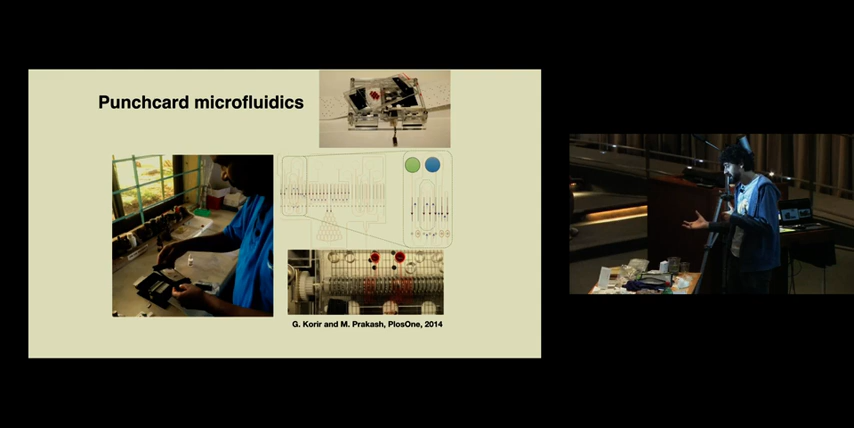 Punchcard microfluidics
G. Korir and M. Prakash, PlosOne, 2014